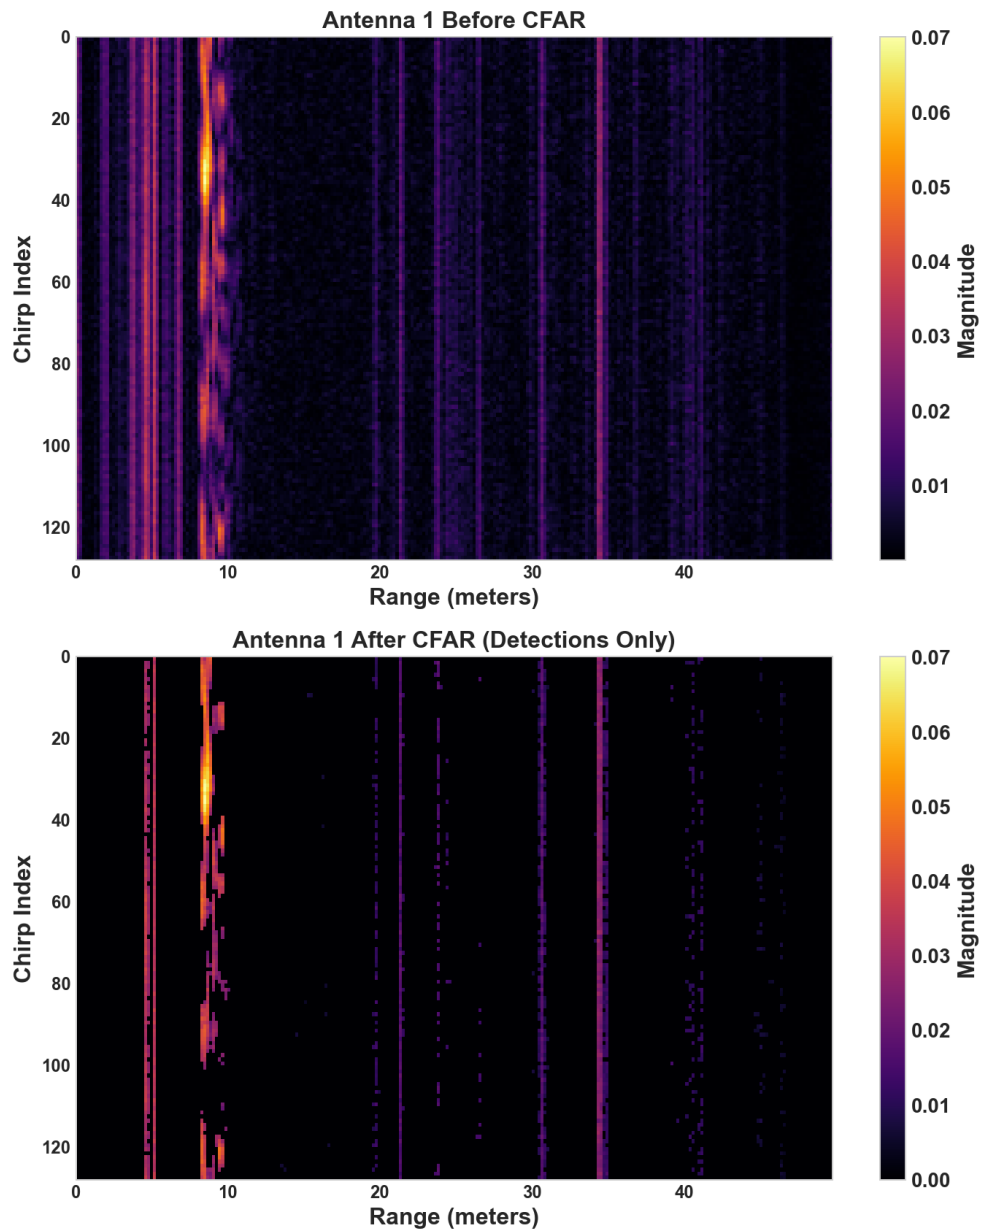 Antenna 1 Before CFAR
0
20
40
60
80
100
120
Chirp Index
0 10 20 30 40
Range (meters)
0.07
0.06
0.05
0.04
0.03
0.02
0.01
Magnitude
Antenna 1 After CFAR (Detections Only)
0
20
40
60
80
100
120
Chirp Index
0 10 20 30 40
Range (meters)
0.07
0.06
0.05
0.04
0.03
0.02
0.01
0.00
Magnitude